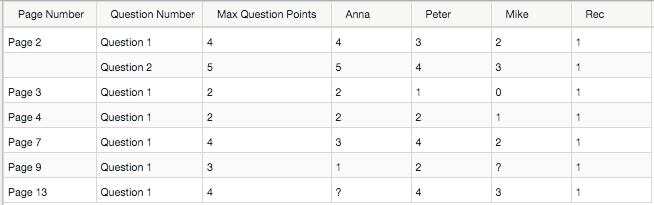 Page Number Question Number Max Question Points Anna Peter Mike Rec
Page 2 Question 1 4 4 3 2 1
Question 2 5 5 4 3 1
Page 3 Question 1 2 2 1 0 1
Page 4 Question 1 2 2 2 1 1
Page 7 Question 1 4 3 4 2 1
Page 9 Question 1 3 1 2 ? 1
Page 13 Question 1 4 ? 4 3 1